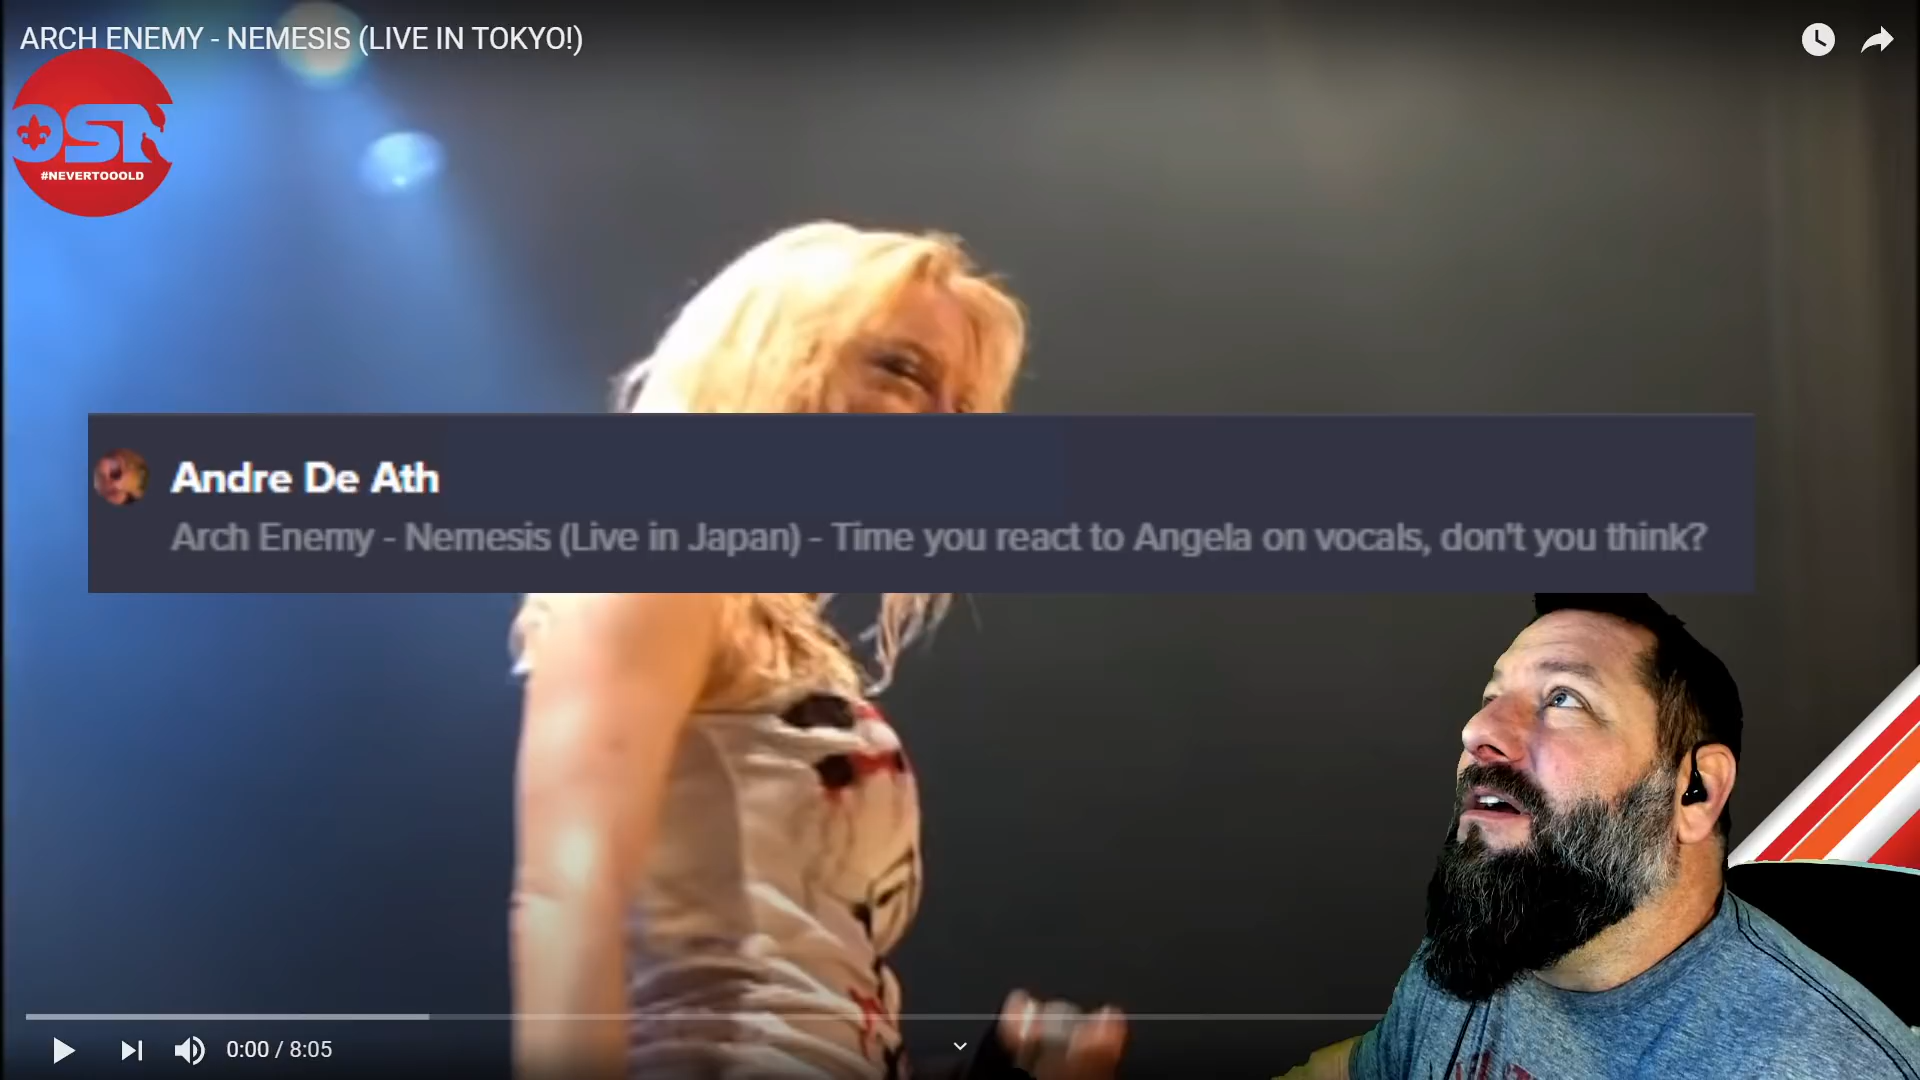 ARCH ENEMY - NEMESIS (LIVE IN TOKYO!)
OSN
#NEVERTOOOLD
Andre De Ath
Arch Enemy - Nemesis (Live in Japan) - Time you react to Angela on vocals, don't you think?
0:00 / 8:05